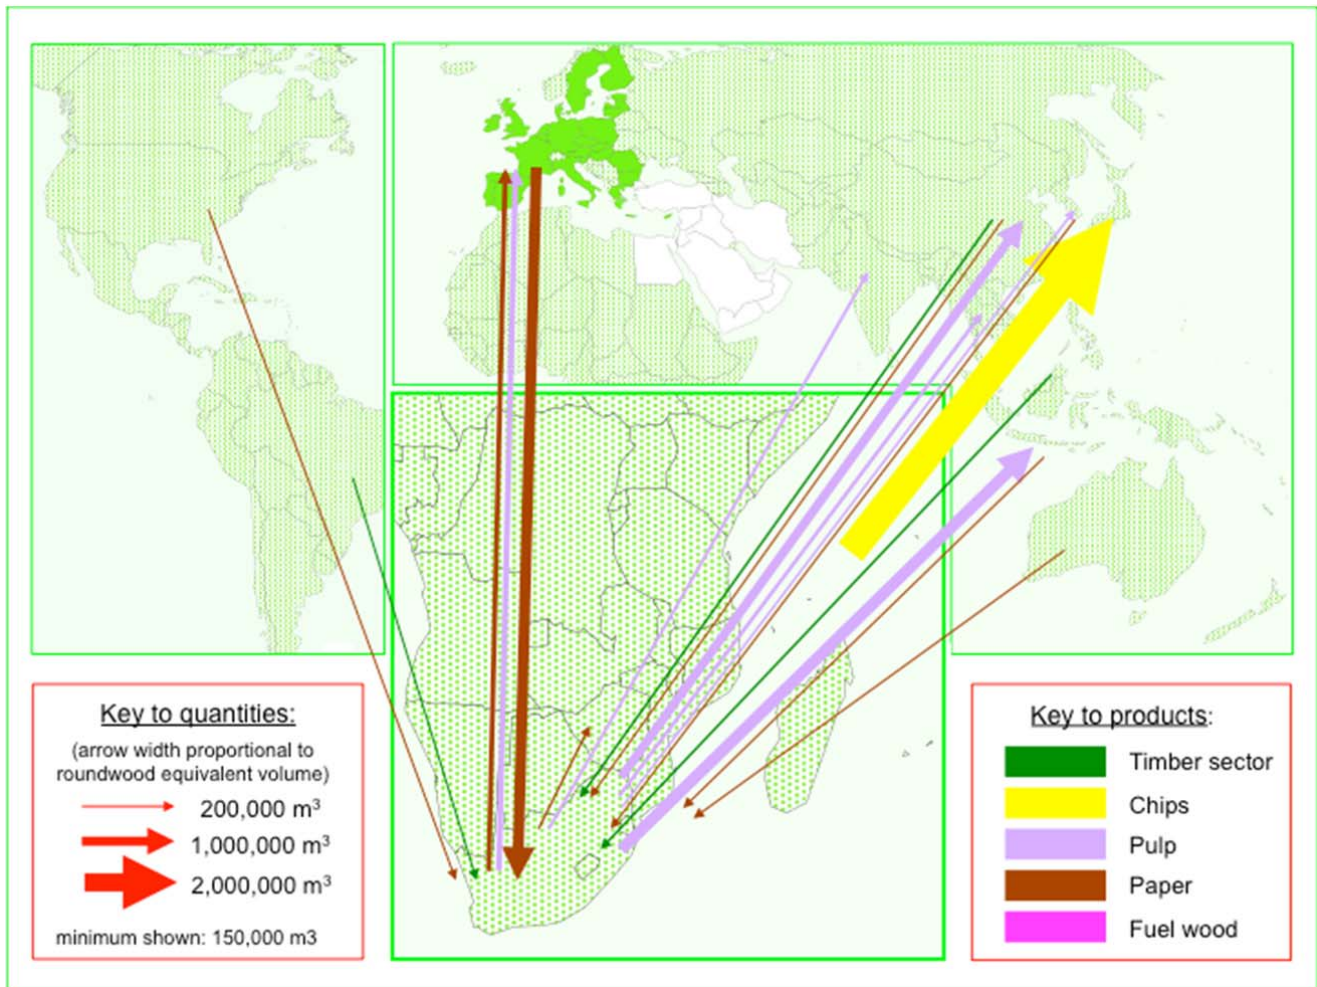 Key to quantities:
(arrow width proportional to
roundwood equivalent volume)
200,000 m³
1,000,000 m³
2,000,000 m³
minimum shown: 150,000 m3
Key to products:
Timber sector
Chips
Pulp
Paper
Fuel wood